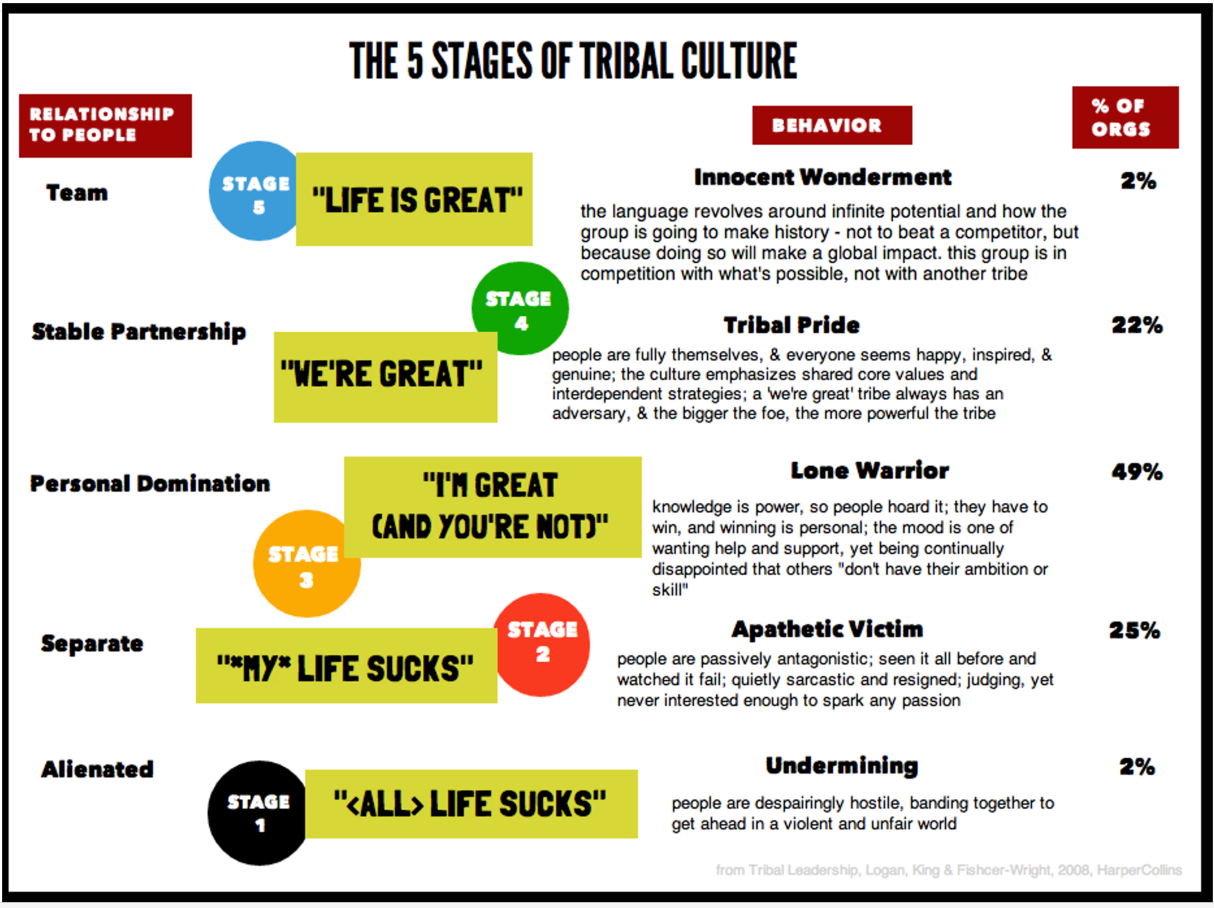 THE 5 STAGES OF TRIBAL CULTURE
RELATIONSHIP
TO PEOPLE
BEHAVIOR
% OF
ORGS
Team
STAGE
5
"LIFE IS GREAT"
Innocent Wonderment
2%
the language revolves around infinite potential and how the
group is going to make history - not to beat a competitor, but
because doing so will make a global impact. this group is in
competition with what's possible, not with another tribe
Stable Partnership
STAGE
4
"WE'RE GREAT"
Tribal Pride
22%
people are fully themselves, & everyone seems happy, inspired, &
genuine; the culture emphasizes shared core values and
interdependent strategies; a 'we're great' tribe always has an
adversary, & the bigger the foe, the more powerful the tribe
Personal Domination
STAGE
3
"I'M GREAT
(AND YOU'RE NOT)"
Lone Warrior
49%
knowledge is power, so people hoard it; they have to
win, and winning is personal; the mood is one of
wanting help and support, yet being continually
disappointed that others "don't have their ambition or
skill"
Separate
"*MY* LIFE SUCKS"
STAGE
2
Apathetic Victim
25%
people are passively antagonistic; seen it all before and
watched it fail; quietly sarcastic and resigned; judging, yet
never interested enough to spark any passion
Alienated
STAGE
1
"<ALL> LIFE SUCKS"
Undermining
2%
people are despairingly hostile, banding together to
get ahead in a violent and unfair world
from Tribal Leadership, Logan, King & Fishcer-Wright, 2008, HarperCollins